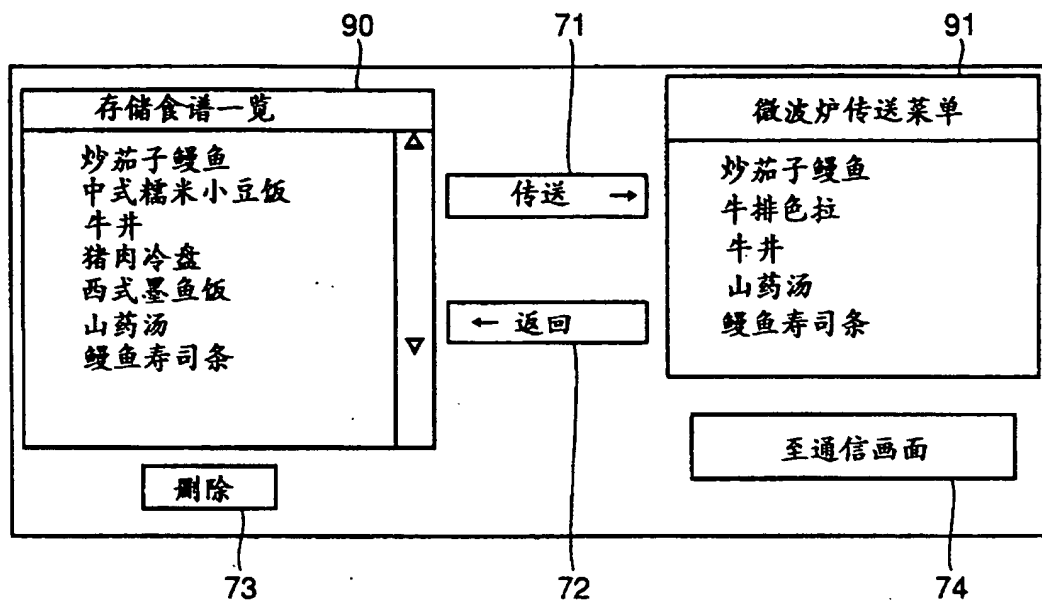 90
71
91
存储食谱一览
炒茄子鳗鱼
中式糯米小豆饭
牛井
猪肉冷盘
西式墨鱼饭
山药汤
鳗鱼寿司条
传送 →
← 返回
微波炉传送菜单
炒茄子鳗鱼
牛排色拉
牛井
山药汤
鳗鱼寿司条
至通信画面
删除
73
72
74